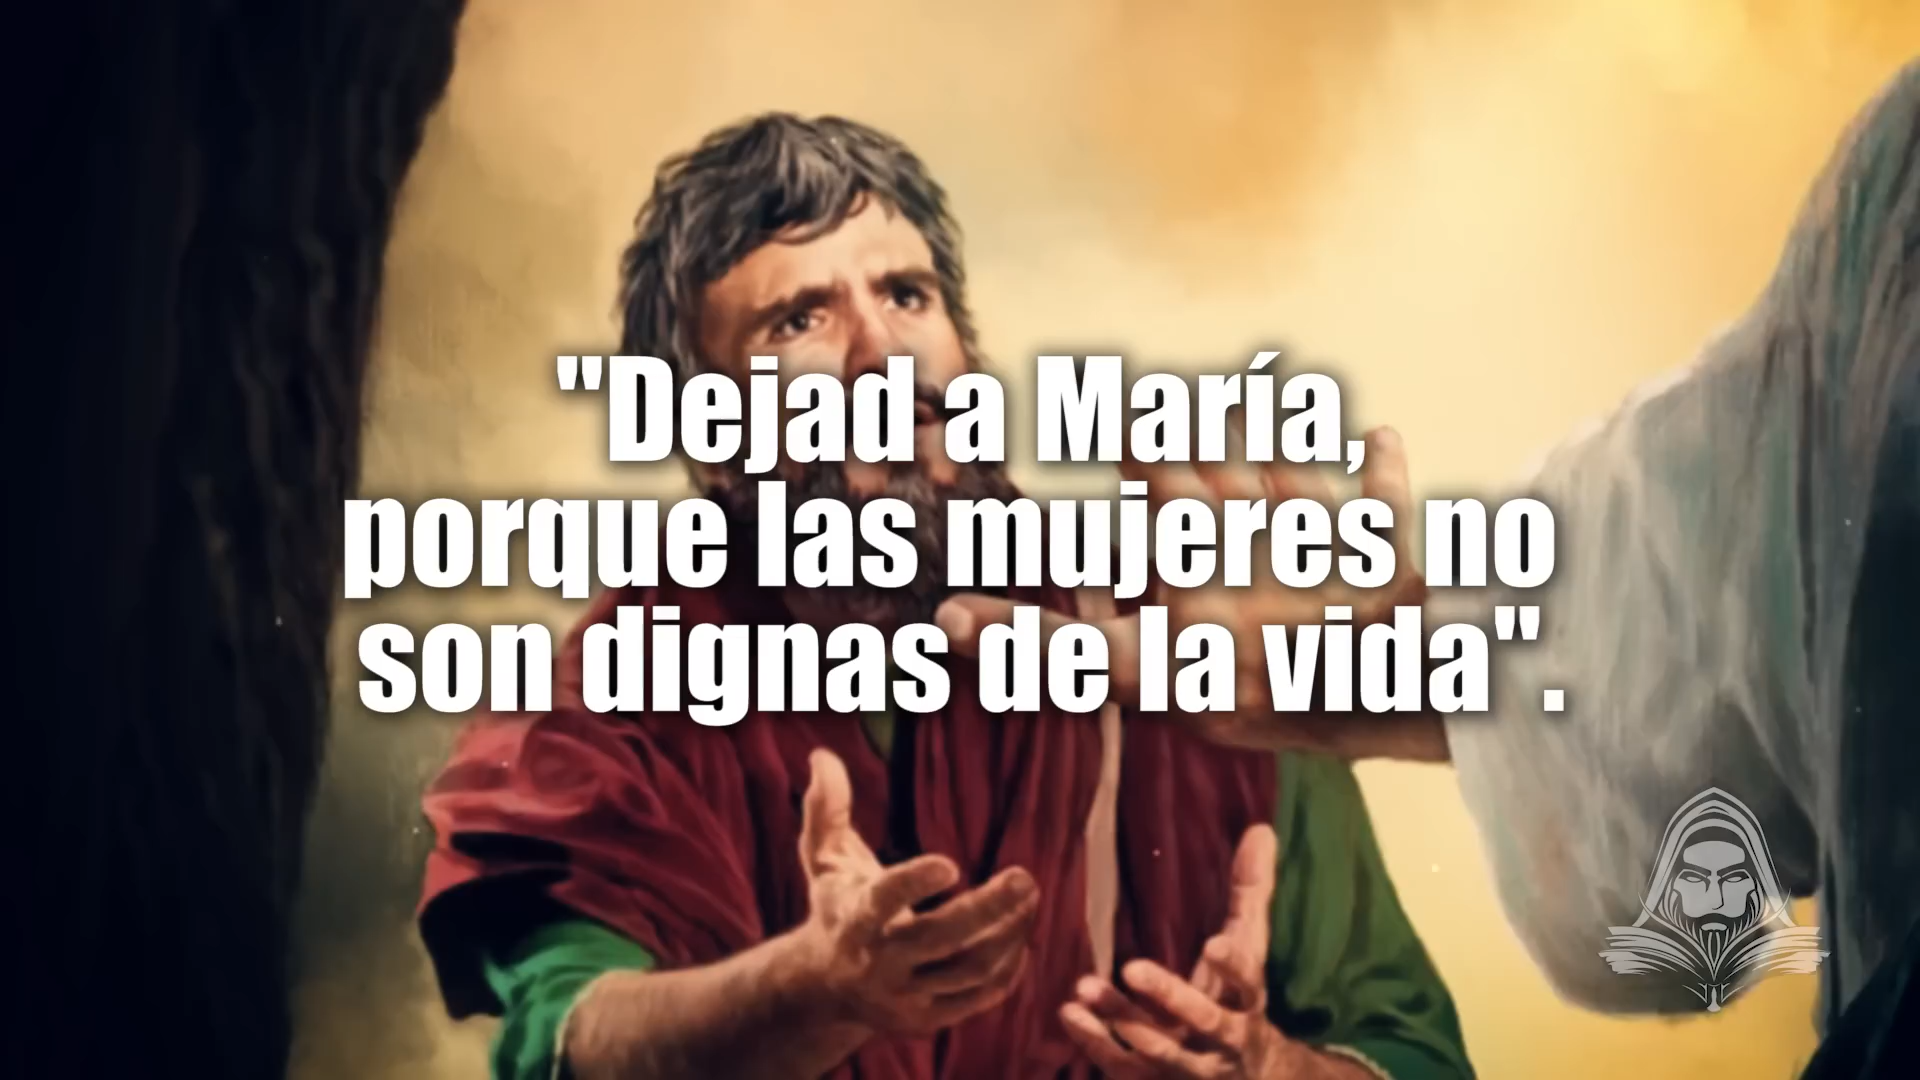 "Dejad a María,
porque las mujeres no
son dignas de la vida".